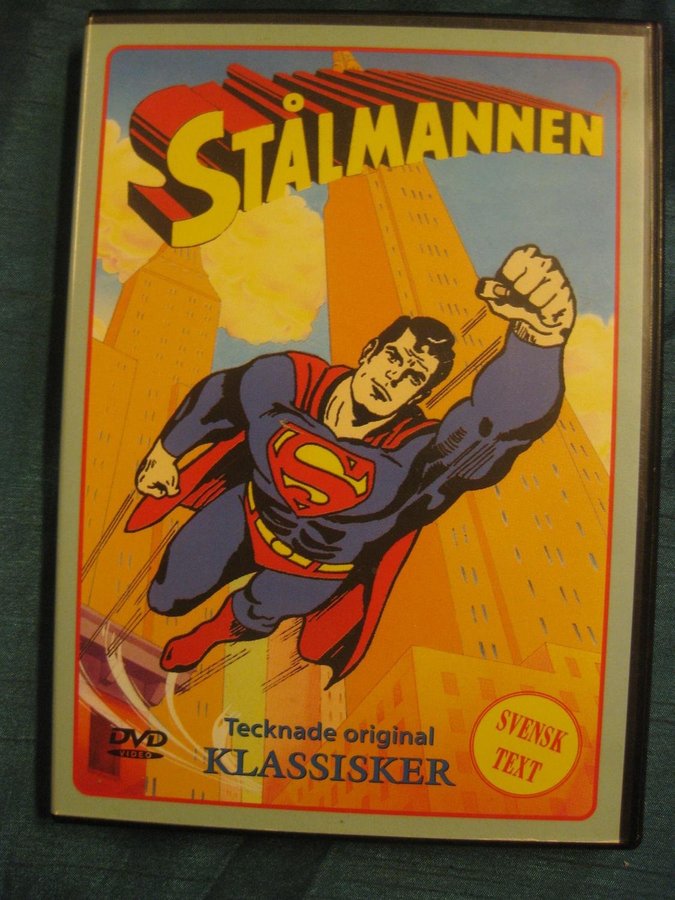 STÅLMANNEN
S
Tecknade original
KLASSISKER
DVD
VIDEO
SVENSK
TEXT